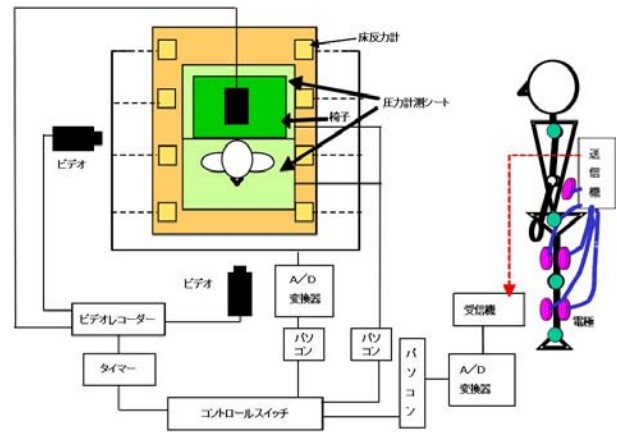 床反力計
圧力計測シート
椅子
ビデオ
送
信
機
ビデオ
A/D
変換器
受信機
電極
ビデオレコーダー
パソ
コン
パソ
コン
パ
ソ
コ
ン
A/D
変換器
タイマー
コントロールスイッチ